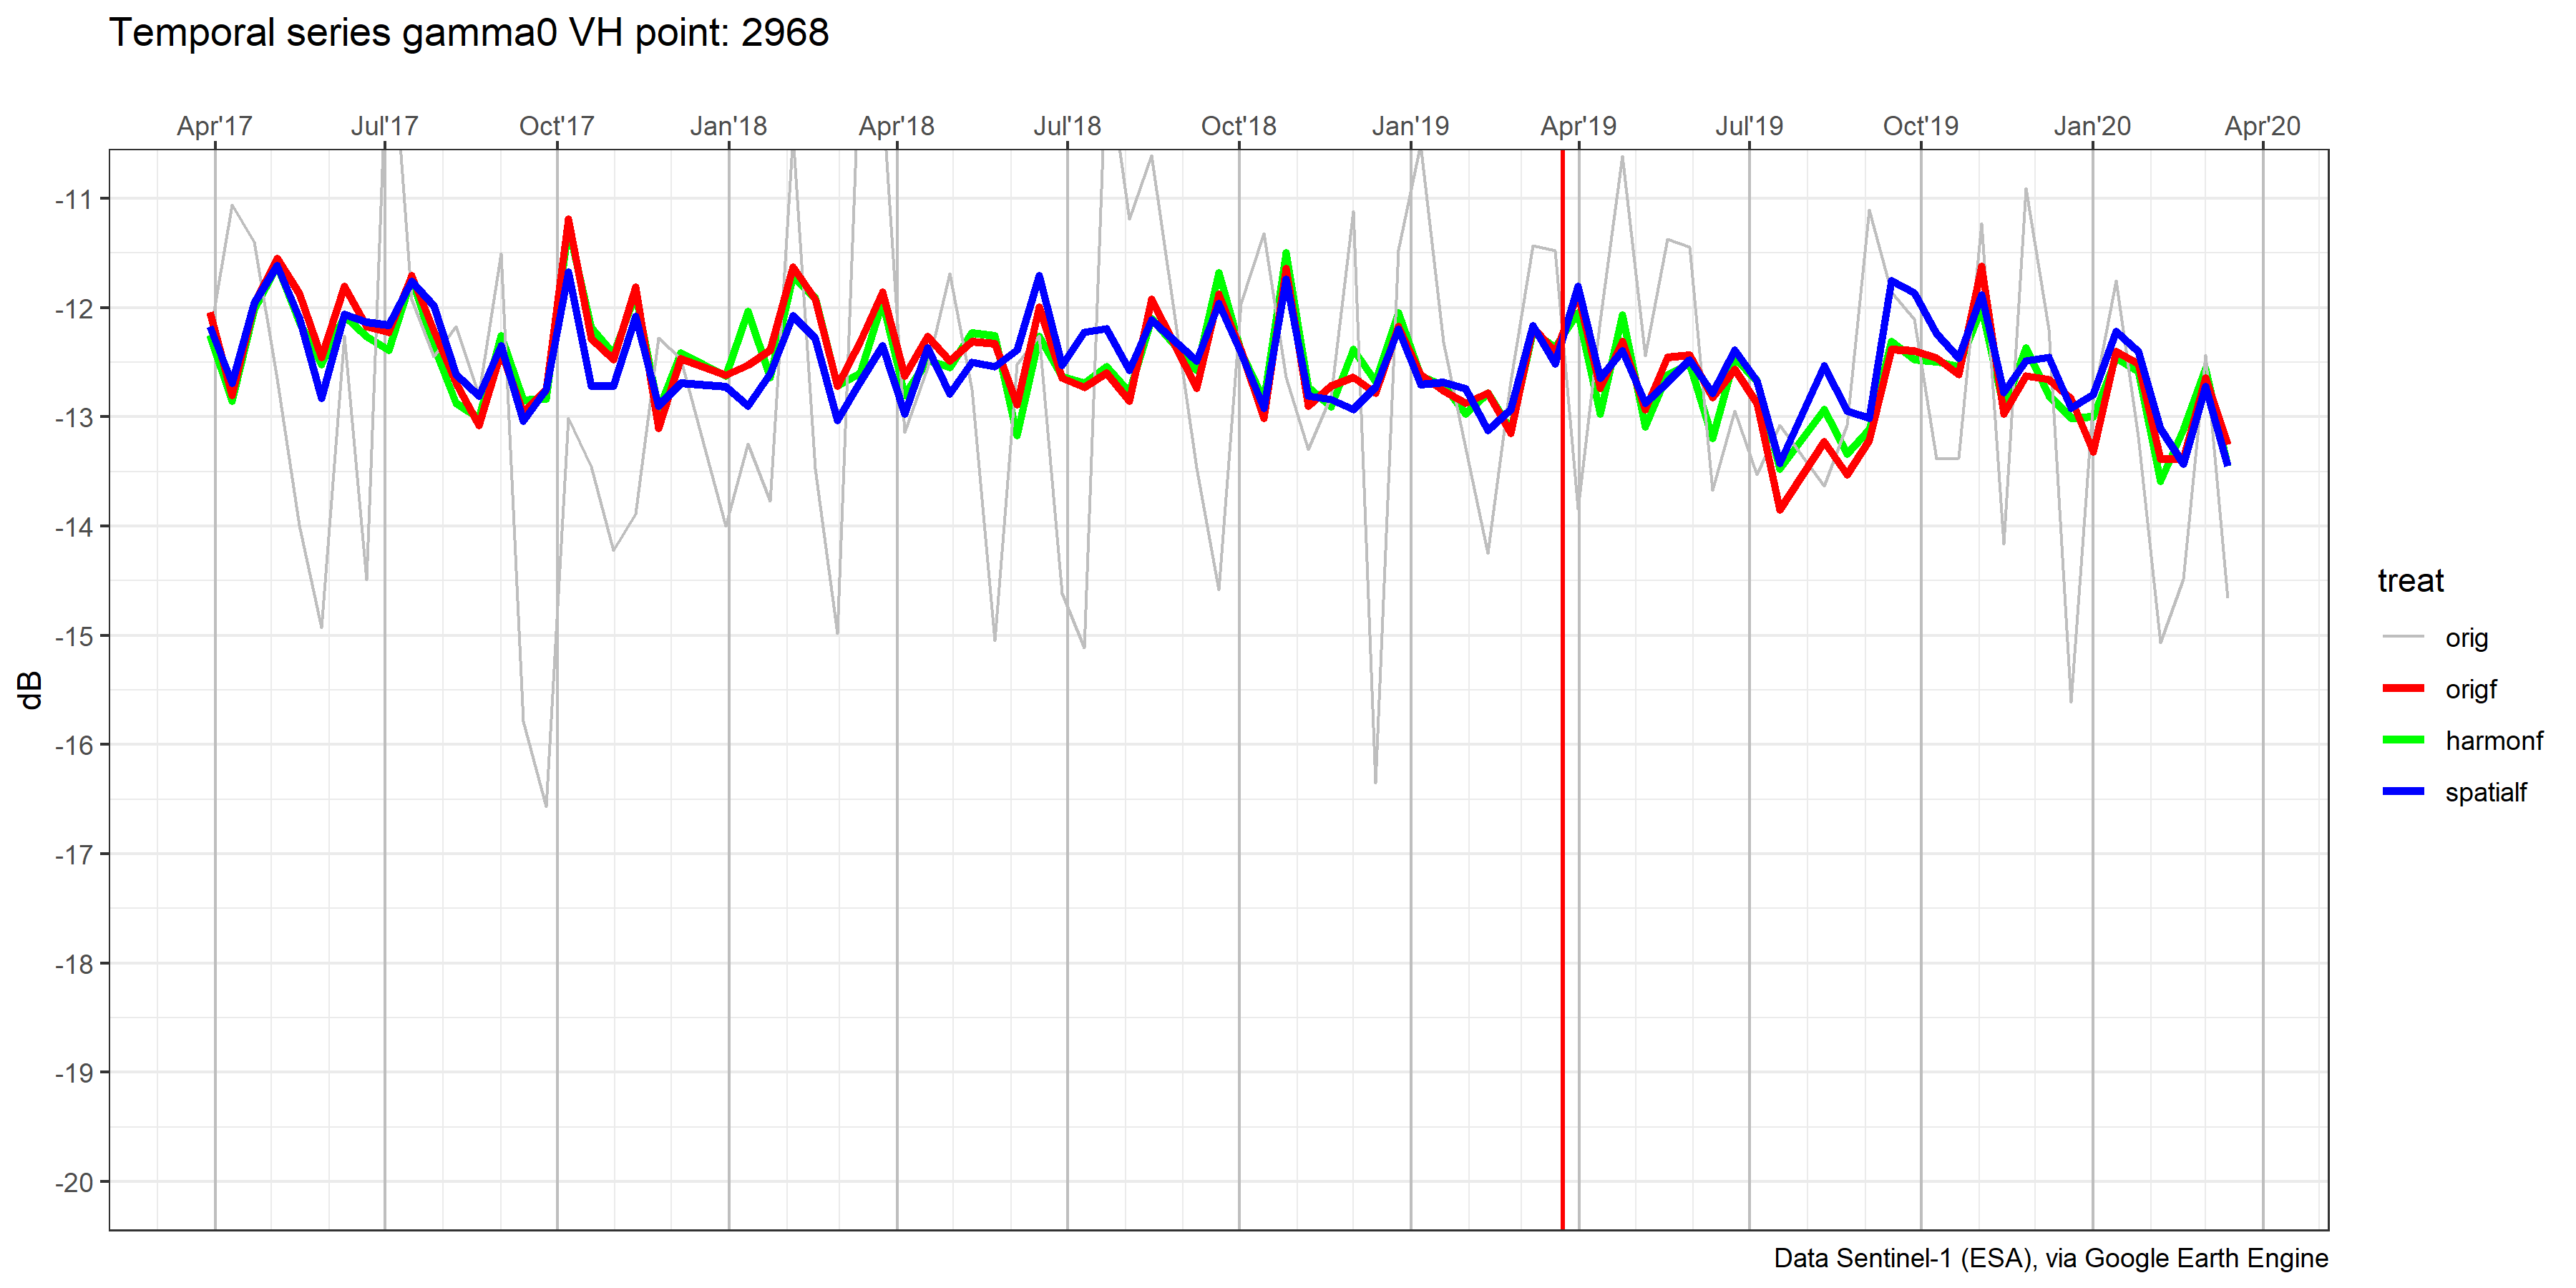 Temporal series gamma0 VH point: 2968
Apr'17 Jul'17 Oct'17 Jan'18 Apr'18 Jul'18 Oct'18 Jan'19 Apr'19 Jul'19 Oct'19 Jan'20 Apr'20
-11
-12
-13
-14
-15
-16
-17
-18
-19
-20
dB
treat
orig
origf
harmonf
spatialf
Data Sentinel-1 (ESA), via Google Earth Engine